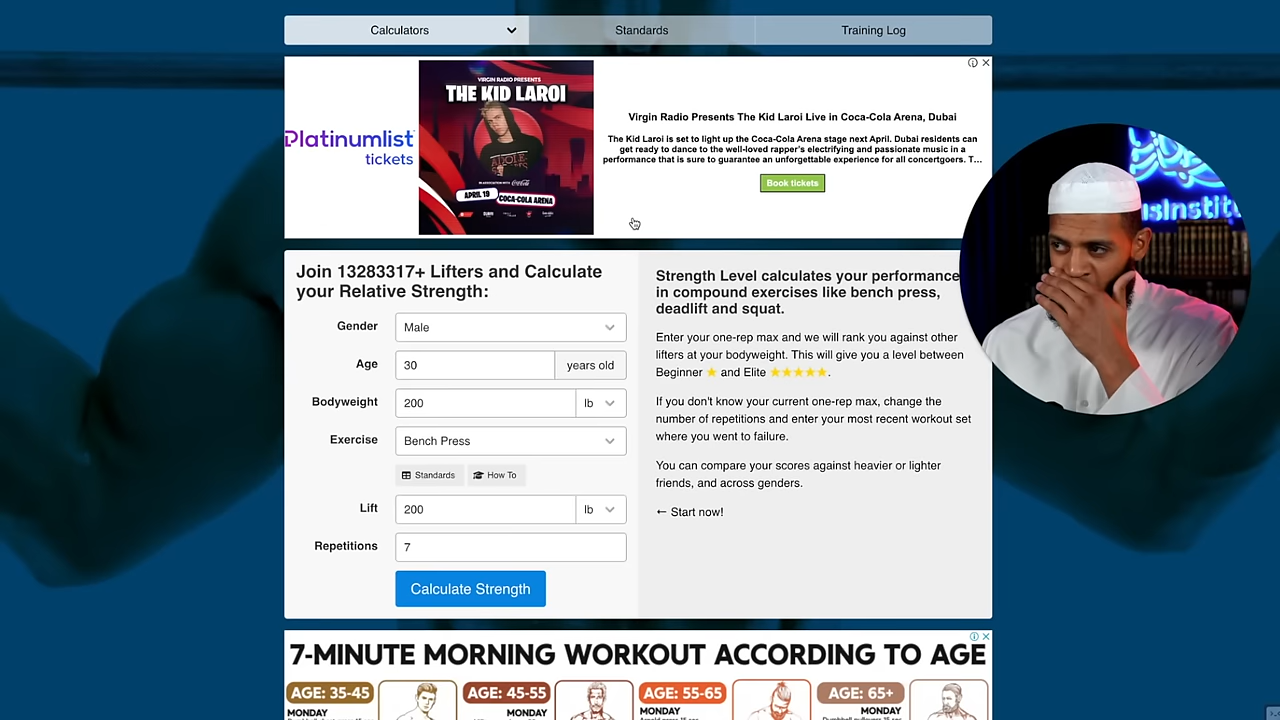 Calculators
Standards
Training Log
Platinumlist
tickets
VIRGIN RADIO PRESENTS
THE KID LAROI
APRIL 19
COCA-COLA ARENA
Virgin Radio Presents The Kid Laroi Live in Coca-Cola Arena, Dubai
The Kid Laroi is set to light up the Coca-Cola Arena stage next April. Dubai residents can
get ready to dance to the well-loved rapper's electrifying and passionate music in a
performance that is sure to guarantee an unforgettable experience for all concertgoers. T…
Book tickets
Join 13283317+ Lifters and Calculate
your Relative Strength:
Gender
Male
Age
30
years old
Bodyweight
200
lb
Exercise
Bench Press
Standards
How To
Lift
200
lb
Repetitions
7
Calculate Strength
Strength Level calculates your performance
in compound exercises like bench press,
deadlift and squat.
Enter your one-rep max and we will rank you against other
lifters at your bodyweight. This will give you a level between
Beginner ⭐ and Elite ⭐⭐⭐⭐⭐.
If you don't know your current one-rep max, change the
number of repetitions and enter your most recent workout set
where you went to failure.
You can compare your scores against heavier or lighter
friends, and across genders.
← Start now!
7-MINUTE MORNING WORKOUT ACCORDING TO AGE
AGE: 35-45
AGE: 45-55
AGE: 55-65
AGE: 65+
MONDAY
MONDAY
MONDAY
MONDAY